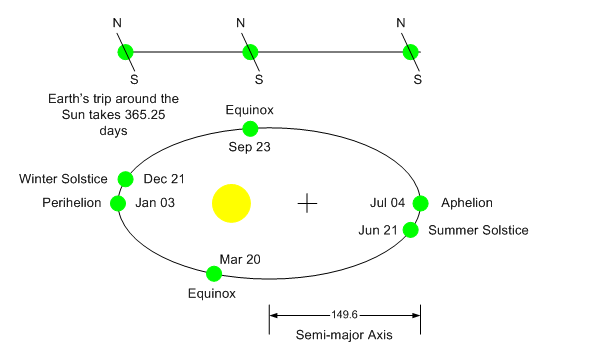 N
N
N
S
S
S
Earth's trip around the
Sun takes 365.25
days
Equinox
Sep 23
Winter Solstice
Dec 21
Perihelion
Jan 03
Jul 04
Aphelion
Jun 21
Summer Solstice
Mar 20
Equinox
149.6
Semi-major Axis